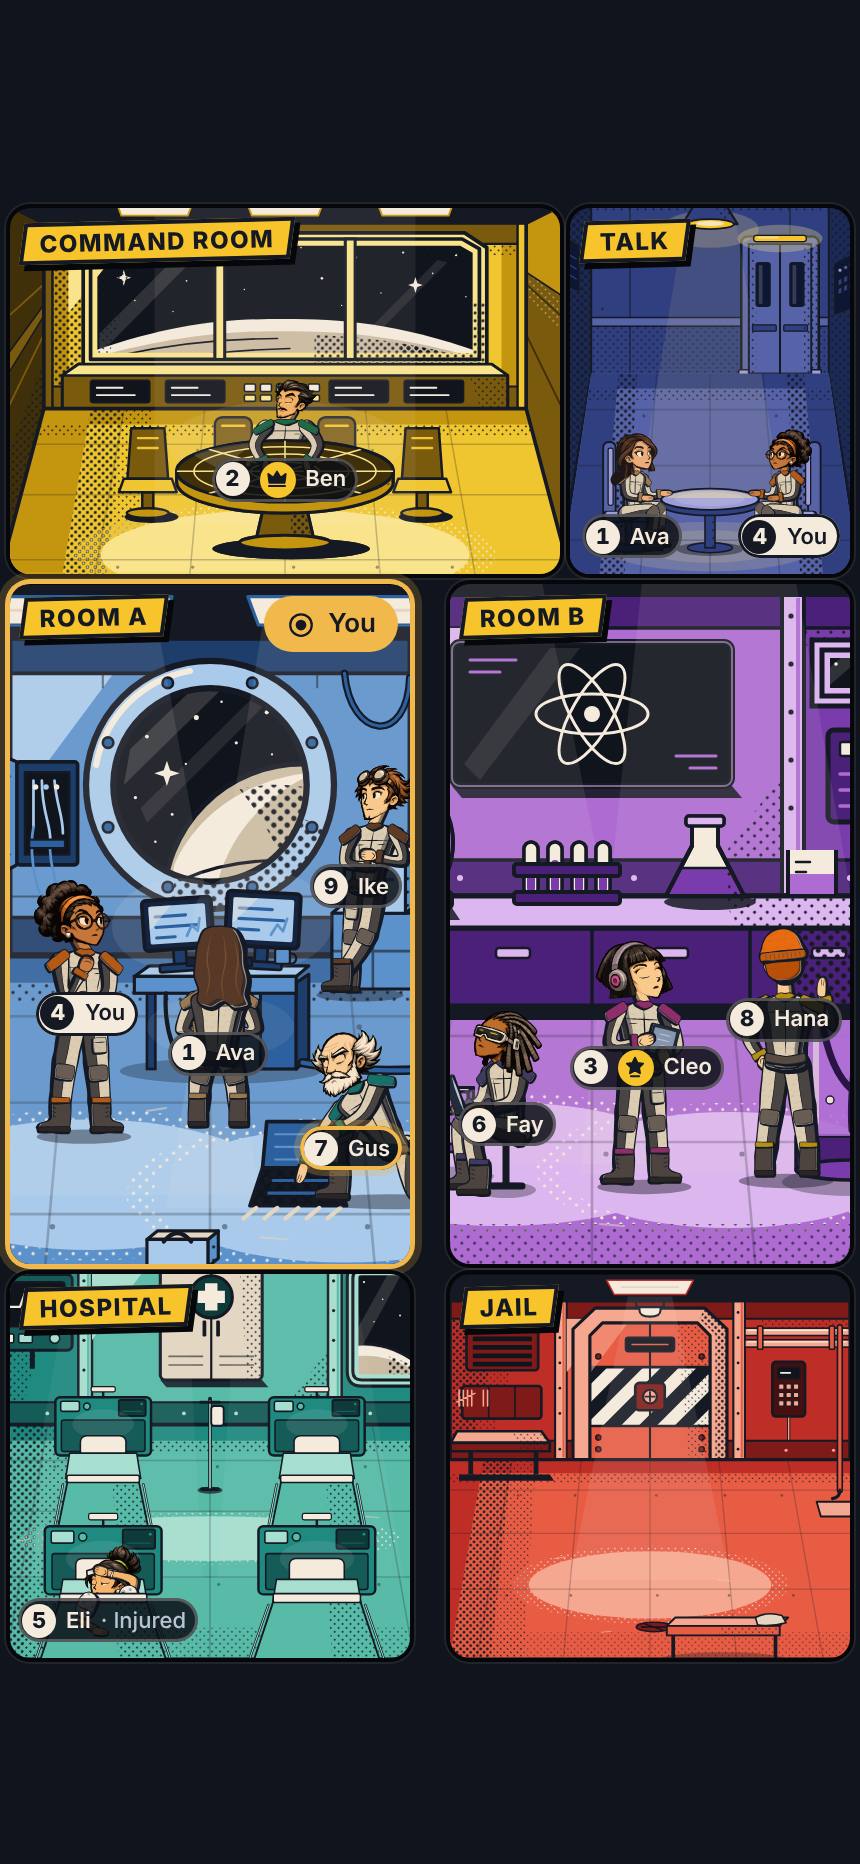 COMMAND ROOM
TALK
2 Ben
1 Ava
4 You
ROOM A
You
ROOM B
9 Ike
4 You
1 Ava
7 Gus
8 Hana
3 Cleo
6 Fay
HOSPITAL
JAIL
5 Eli · Injured